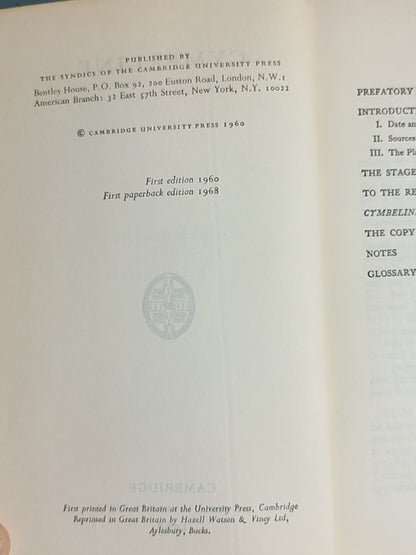 PUBLISHED BY
THE SYNDICS OF THE CAMBRIDGE UNIVERSITY PRESS
Bentley House, P.O. Box 92, 200 Euston Road, London, N.W.1
American Branch: 32 East 57th Street, New York, N.Y. 10022
© CAMBRIDGE UNIVERSITY PRESS 1960
First edition 1960
First paperback edition 1968
CAMBRIDGE
First printed in Great Britain at the University Press, Cambridge
Reprinted in Great Britain by Hazell Watson & Viney Ltd,
Aylesbury, Bucks.
PREFATORY
INTRODUCTI
I. Date an
II. Sources
III. The Pla
THE STAGE
TO THE RE
CYMBELIN
THE COPY
NOTES
GLOSSARY